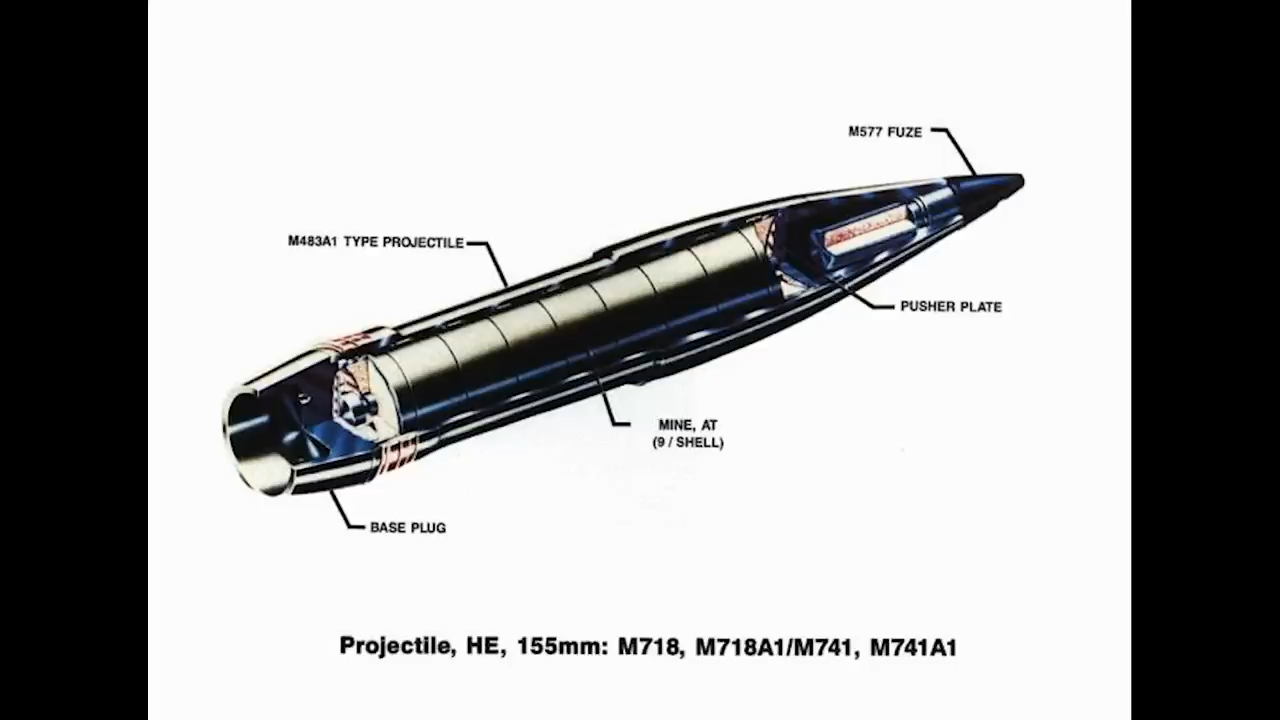 M577 FUZE
M483A1 TYPE PROJECTILE
PUSHER PLATE
MINE, AT
(9 / SHELL)
BASE PLUG
Projectile, HE, 155mm: M718, M718A1/M741, M741A1